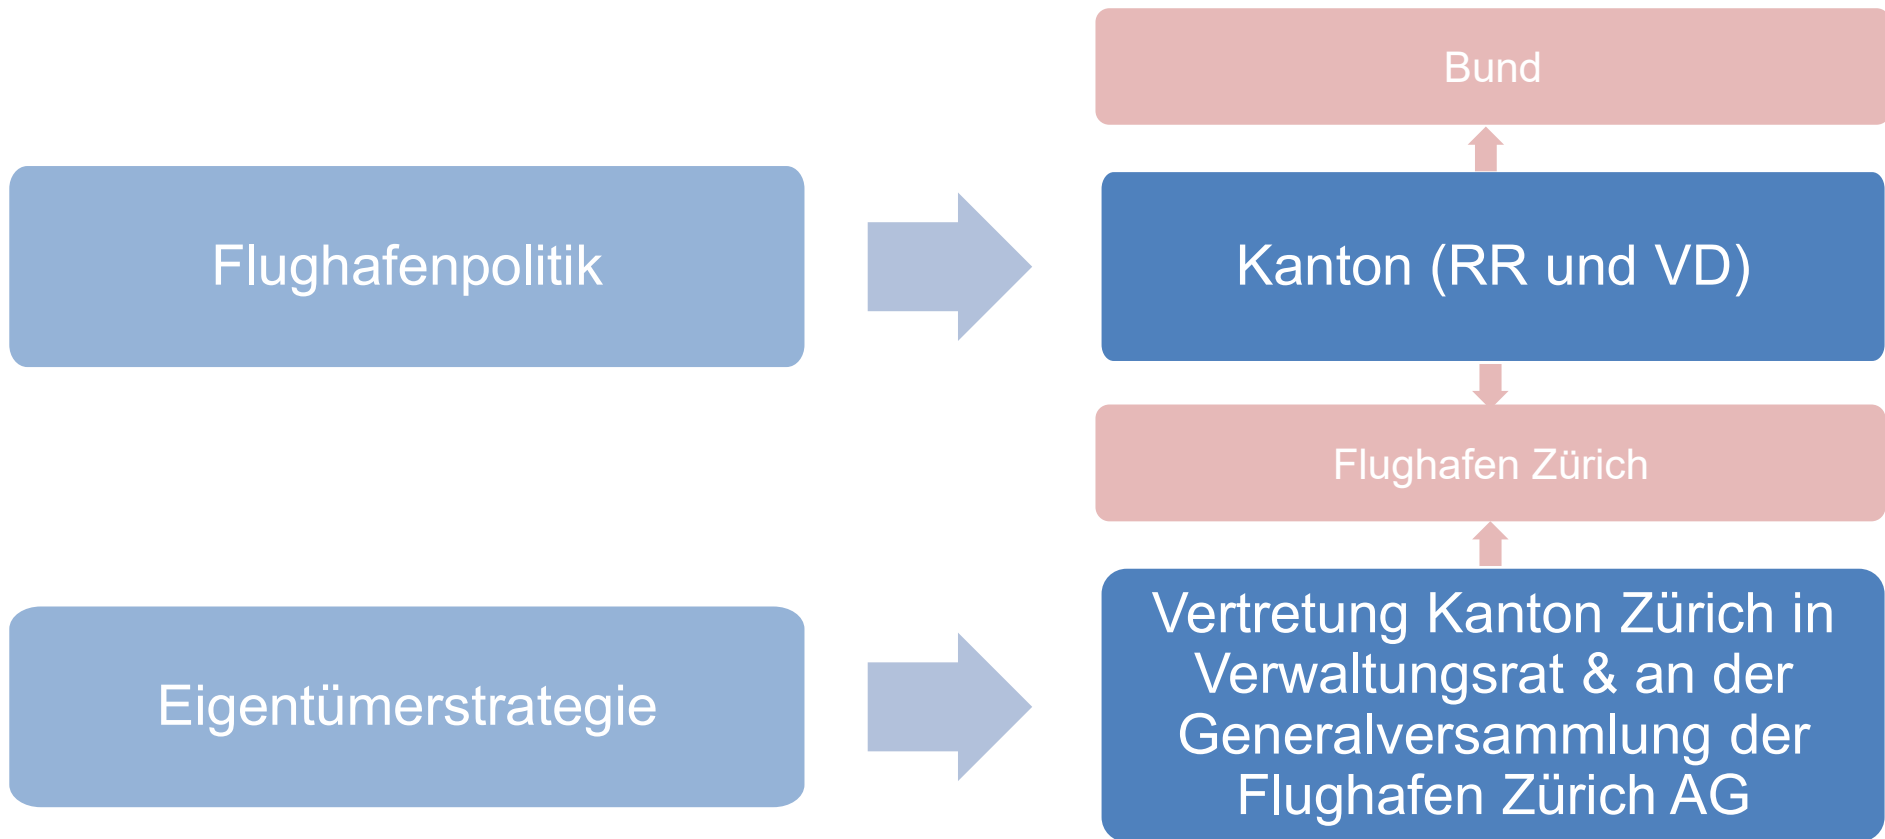 Bund
Flughafenpolitik
Kanton (RR und VD)
Flughafen Zürich
Eigentümerstrategie
Vertretung Kanton Zürich in
Verwaltungsrat & an der
Generalversammlung der
Flughafen Zürich AG